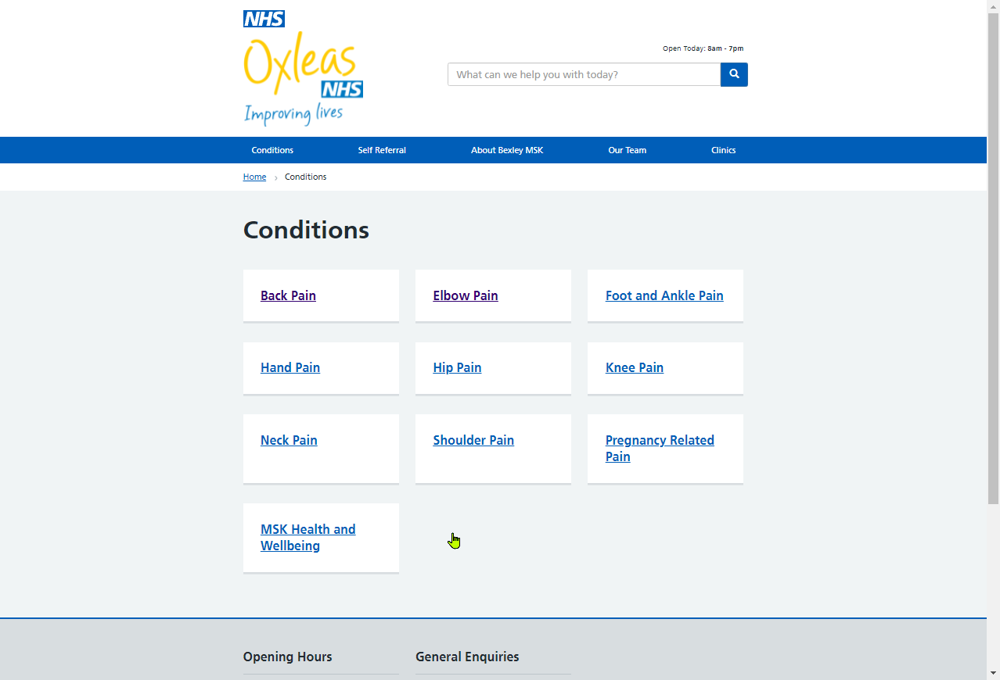 NHS
Oxleas
NHS
Improving lives
Open Today: 8am - 7pm
What can we help you with today?
Conditions Self Referral About Bexley MSK Our Team Clinics
Home › Conditions
Conditions
Back Pain Elbow Pain Foot and Ankle Pain
Hand Pain Hip Pain Knee Pain
Neck Pain Shoulder Pain Pregnancy Related
Pain
MSK Health and
Wellbeing
Opening Hours General Enquiries